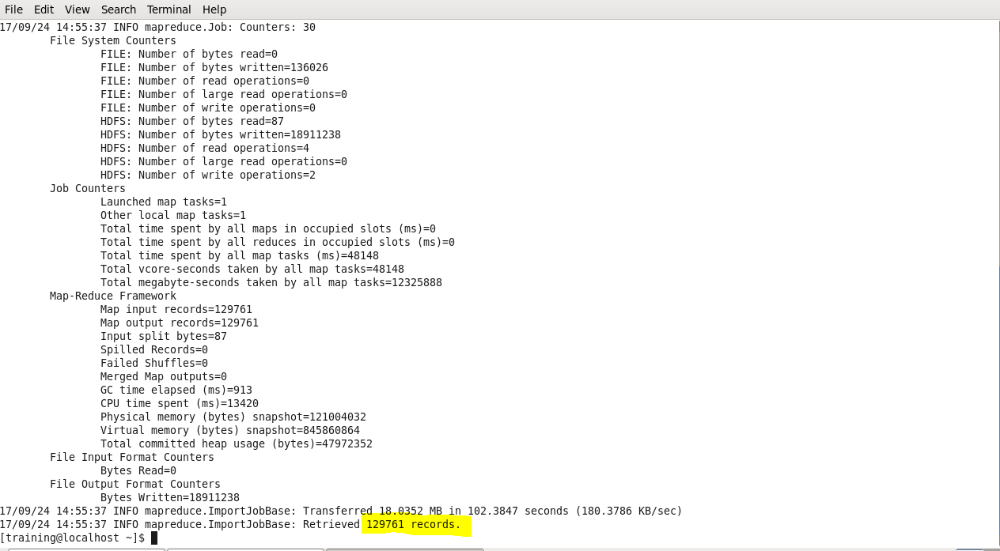 File Edit View Search Terminal Help
17/09/24 14:55:37 INFO mapreduce.Job: Counters: 30
File System Counters
FILE: Number of bytes read=0
FILE: Number of bytes written=136026
FILE: Number of read operations=0
FILE: Number of large read operations=0
FILE: Number of write operations=0
HDFS: Number of bytes read=87
HDFS: Number of bytes written=18911238
HDFS: Number of read operations=4
HDFS: Number of large read operations=0
HDFS: Number of write operations=2
Job Counters
Launched map tasks=1
Other local map tasks=1
Total time spent by all maps in occupied slots (ms)=0
Total time spent by all reduces in occupied slots (ms)=0
Total time spent by all map tasks (ms)=48148
Total vcore-seconds taken by all map tasks=48148
Total megabyte-seconds taken by all map tasks=12325888
Map-Reduce Framework
Map input records=129761
Map output records=129761
Input split bytes=87
Spilled Records=0
Failed Shuffles=0
Merged Map outputs=0
GC time elapsed (ms)=913
CPU time spent (ms)=13420
Physical memory (bytes) snapshot=121004032
Virtual memory (bytes) snapshot=845860864
Total committed heap usage (bytes)=47972352
File Input Format Counters
Bytes Read=0
File Output Format Counters
Bytes Written=18911238
17/09/24 14:55:37 INFO mapreduce.ImportJobBase: Transferred 18.0352 MB in 102.3847 seconds (180.3786 KB/sec)
17/09/24 14:55:37 INFO mapreduce.ImportJobBase: Retrieved 129761 records.
[training@localhost ~]$